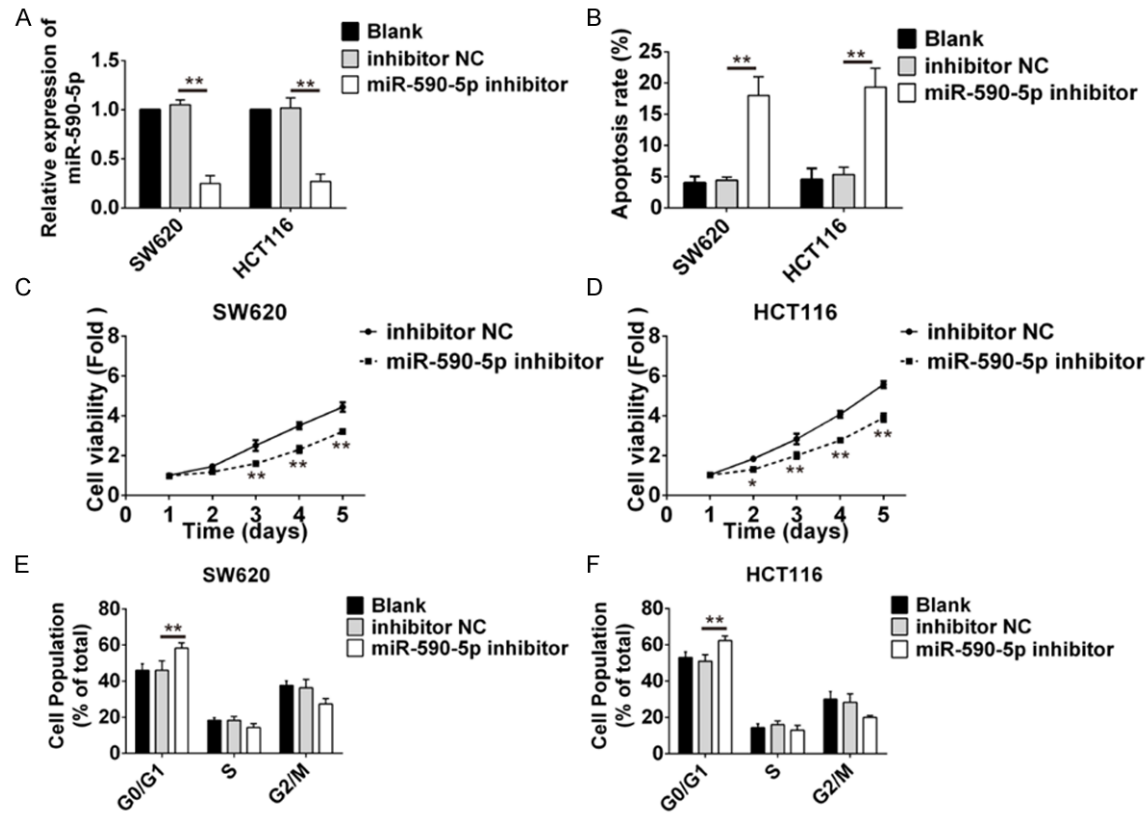 A
Relative expression of
miR-590-5p
1.5
1.0
0.5
0.0
**
**
SW620
HCT116
Blank
inhibitor NC
miR-590-5p inhibitor
B
Apoptosis rate (%)
25
20
15
10
5
0
**
**
SW620
HCT116
Blank
inhibitor NC
miR-590-5p inhibitor
C
SW620
Cell viability (Fold )
8
6
4
2
0
**
**
**
0 1 2 3 4 5
Time (days)
inhibitor NC
miR-590-5p inhibitor
D
HCT116
Cell viability (Fold )
8
6
4
2
0
*
**
**
**
0 1 2 3 4 5
Time (days)
inhibitor NC
miR-590-5p inhibitor
E
SW620
Cell Population
(% of total)
80
60
40
20
0
**
G0/G1
S
G2/M
Blank
inhibitor NC
miR-590-5p inhibitor
F
HCT116
Cell Population
(% of total)
80
60
40
20
0
**
G0/G1
S
G2/M
Blank
inhibitor NC
miR-590-5p inhibitor